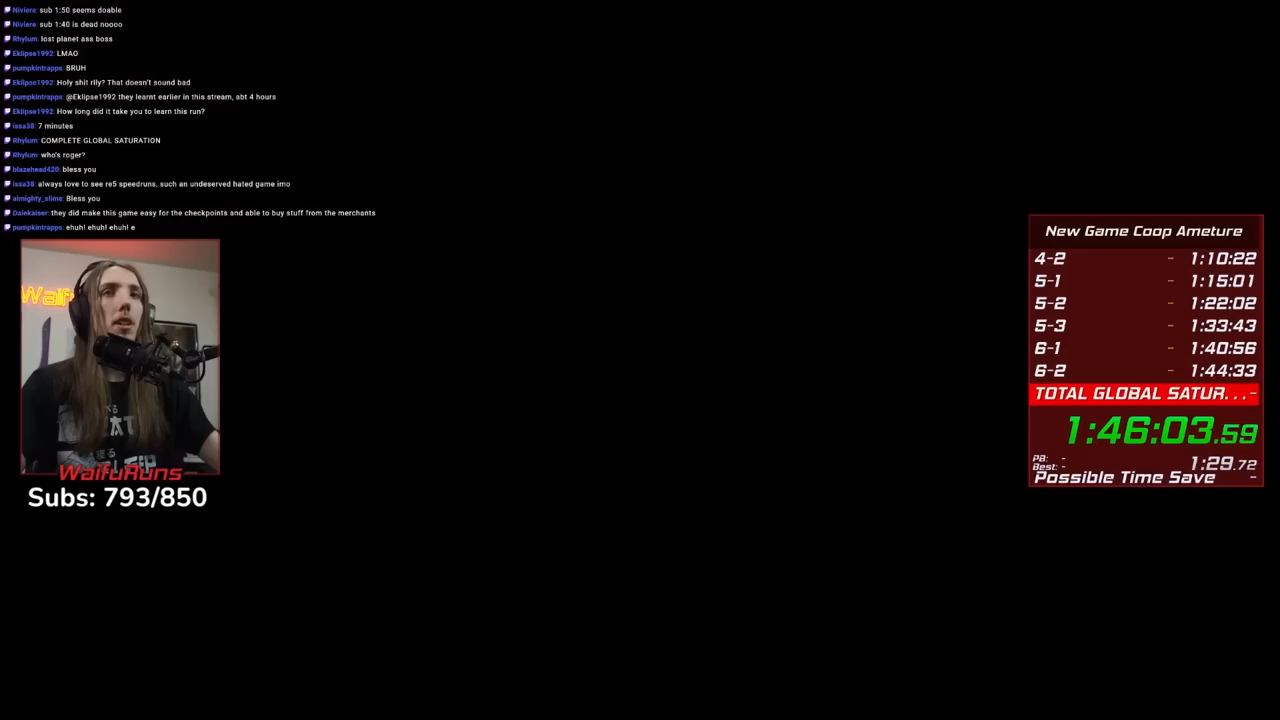 Niviere: sub 1:50 seems doable
Niviere: sub 1:40 is dead noooo
Rhylum: lost planet ass boss
Eklipse1992: LMAO
pumpkintrapps: BRUH
Eklipse1992: Holy shit rlly? That doesn't sound bad
pumpkintrapps: @Eklipse1992 they learnt earlier in this stream, abt 4 hours
Eklipse1992: How long did it take you to learn this run?
issa38: 7 minutes
Rhylum: COMPLETE GLOBAL SATURATION
Rhylum: who's roger?
blazehead420: bless you
issa38: always love to see re5 speedruns, such an undeserved hated game imo
almighty_slime: Bless you
Daiekaiser: they did make this game easy for the checkpoints and able to buy stuff from the merchants
pumpkintrapps: ehuh! ehuh! ehuh! e
Waif
WaifuRuns
Subs: 793/850
New Game Coop Ameture
4-2 - 1:10:22
5-1 - 1:15:01
5-2 - 1:22:02
5-3 - 1:33:43
6-1 - 1:40:56
6-2 - 1:44:33
TOTAL GLOBAL SATUR... -
1:46:03.59
PB: -
Best: - 1:29.72
Possible Time Save -